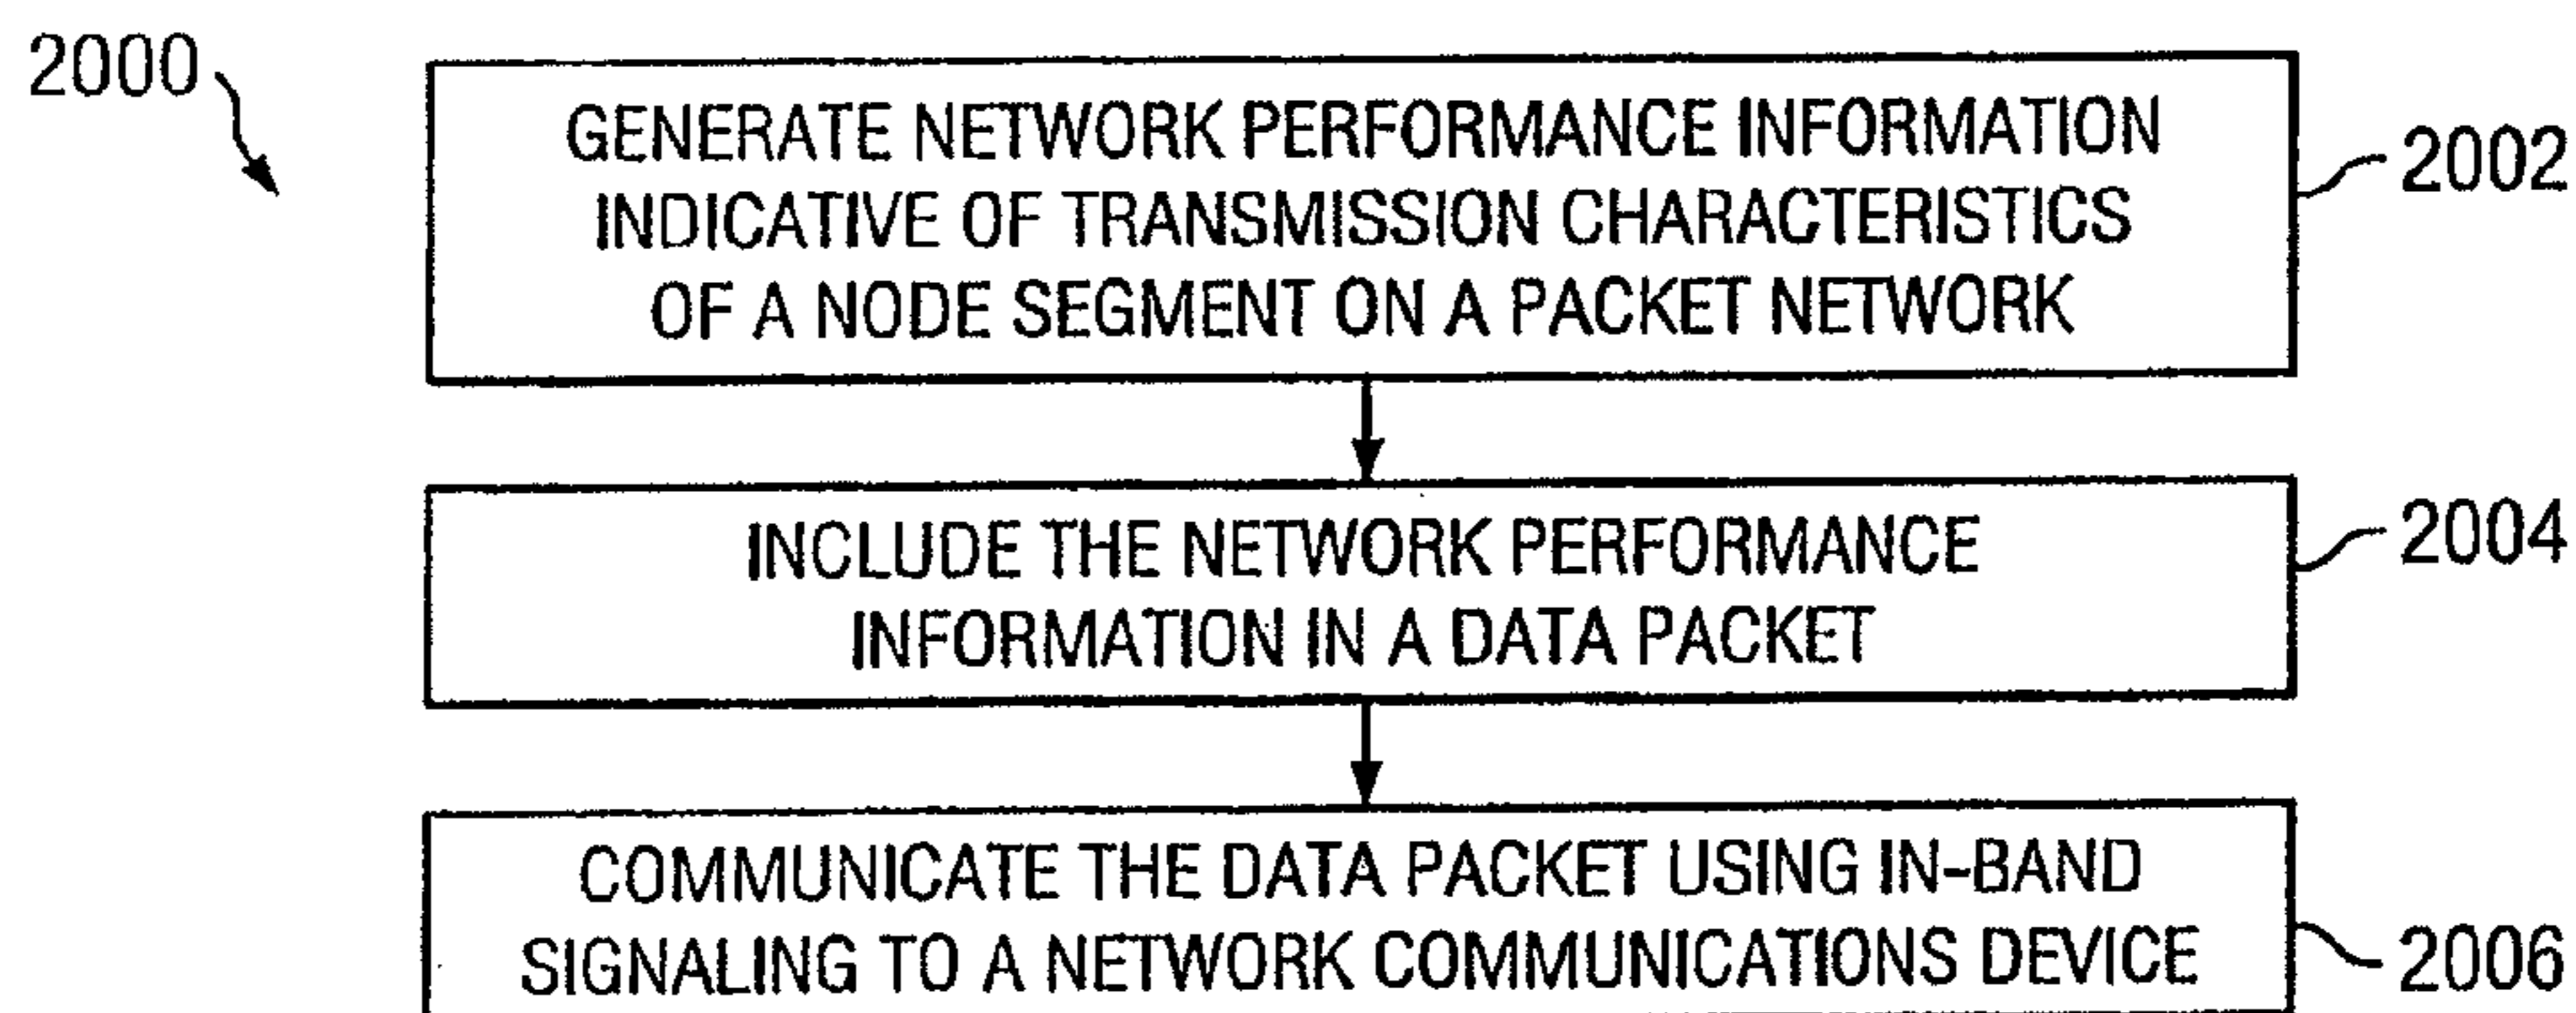 2000
GENERATE NETWORK PERFORMANCE INFORMATION
INDICATIVE OF TRANSMISSION CHARACTERISTICS
OF A NODE SEGMENT ON A PACKET NETWORK
2002
INCLUDE THE NETWORK PERFORMANCE
INFORMATION IN A DATA PACKET
2004
COMMUNICATE THE DATA PACKET USING IN-BAND
SIGNALING TO A NETWORK COMMUNICATIONS DEVICE
2006